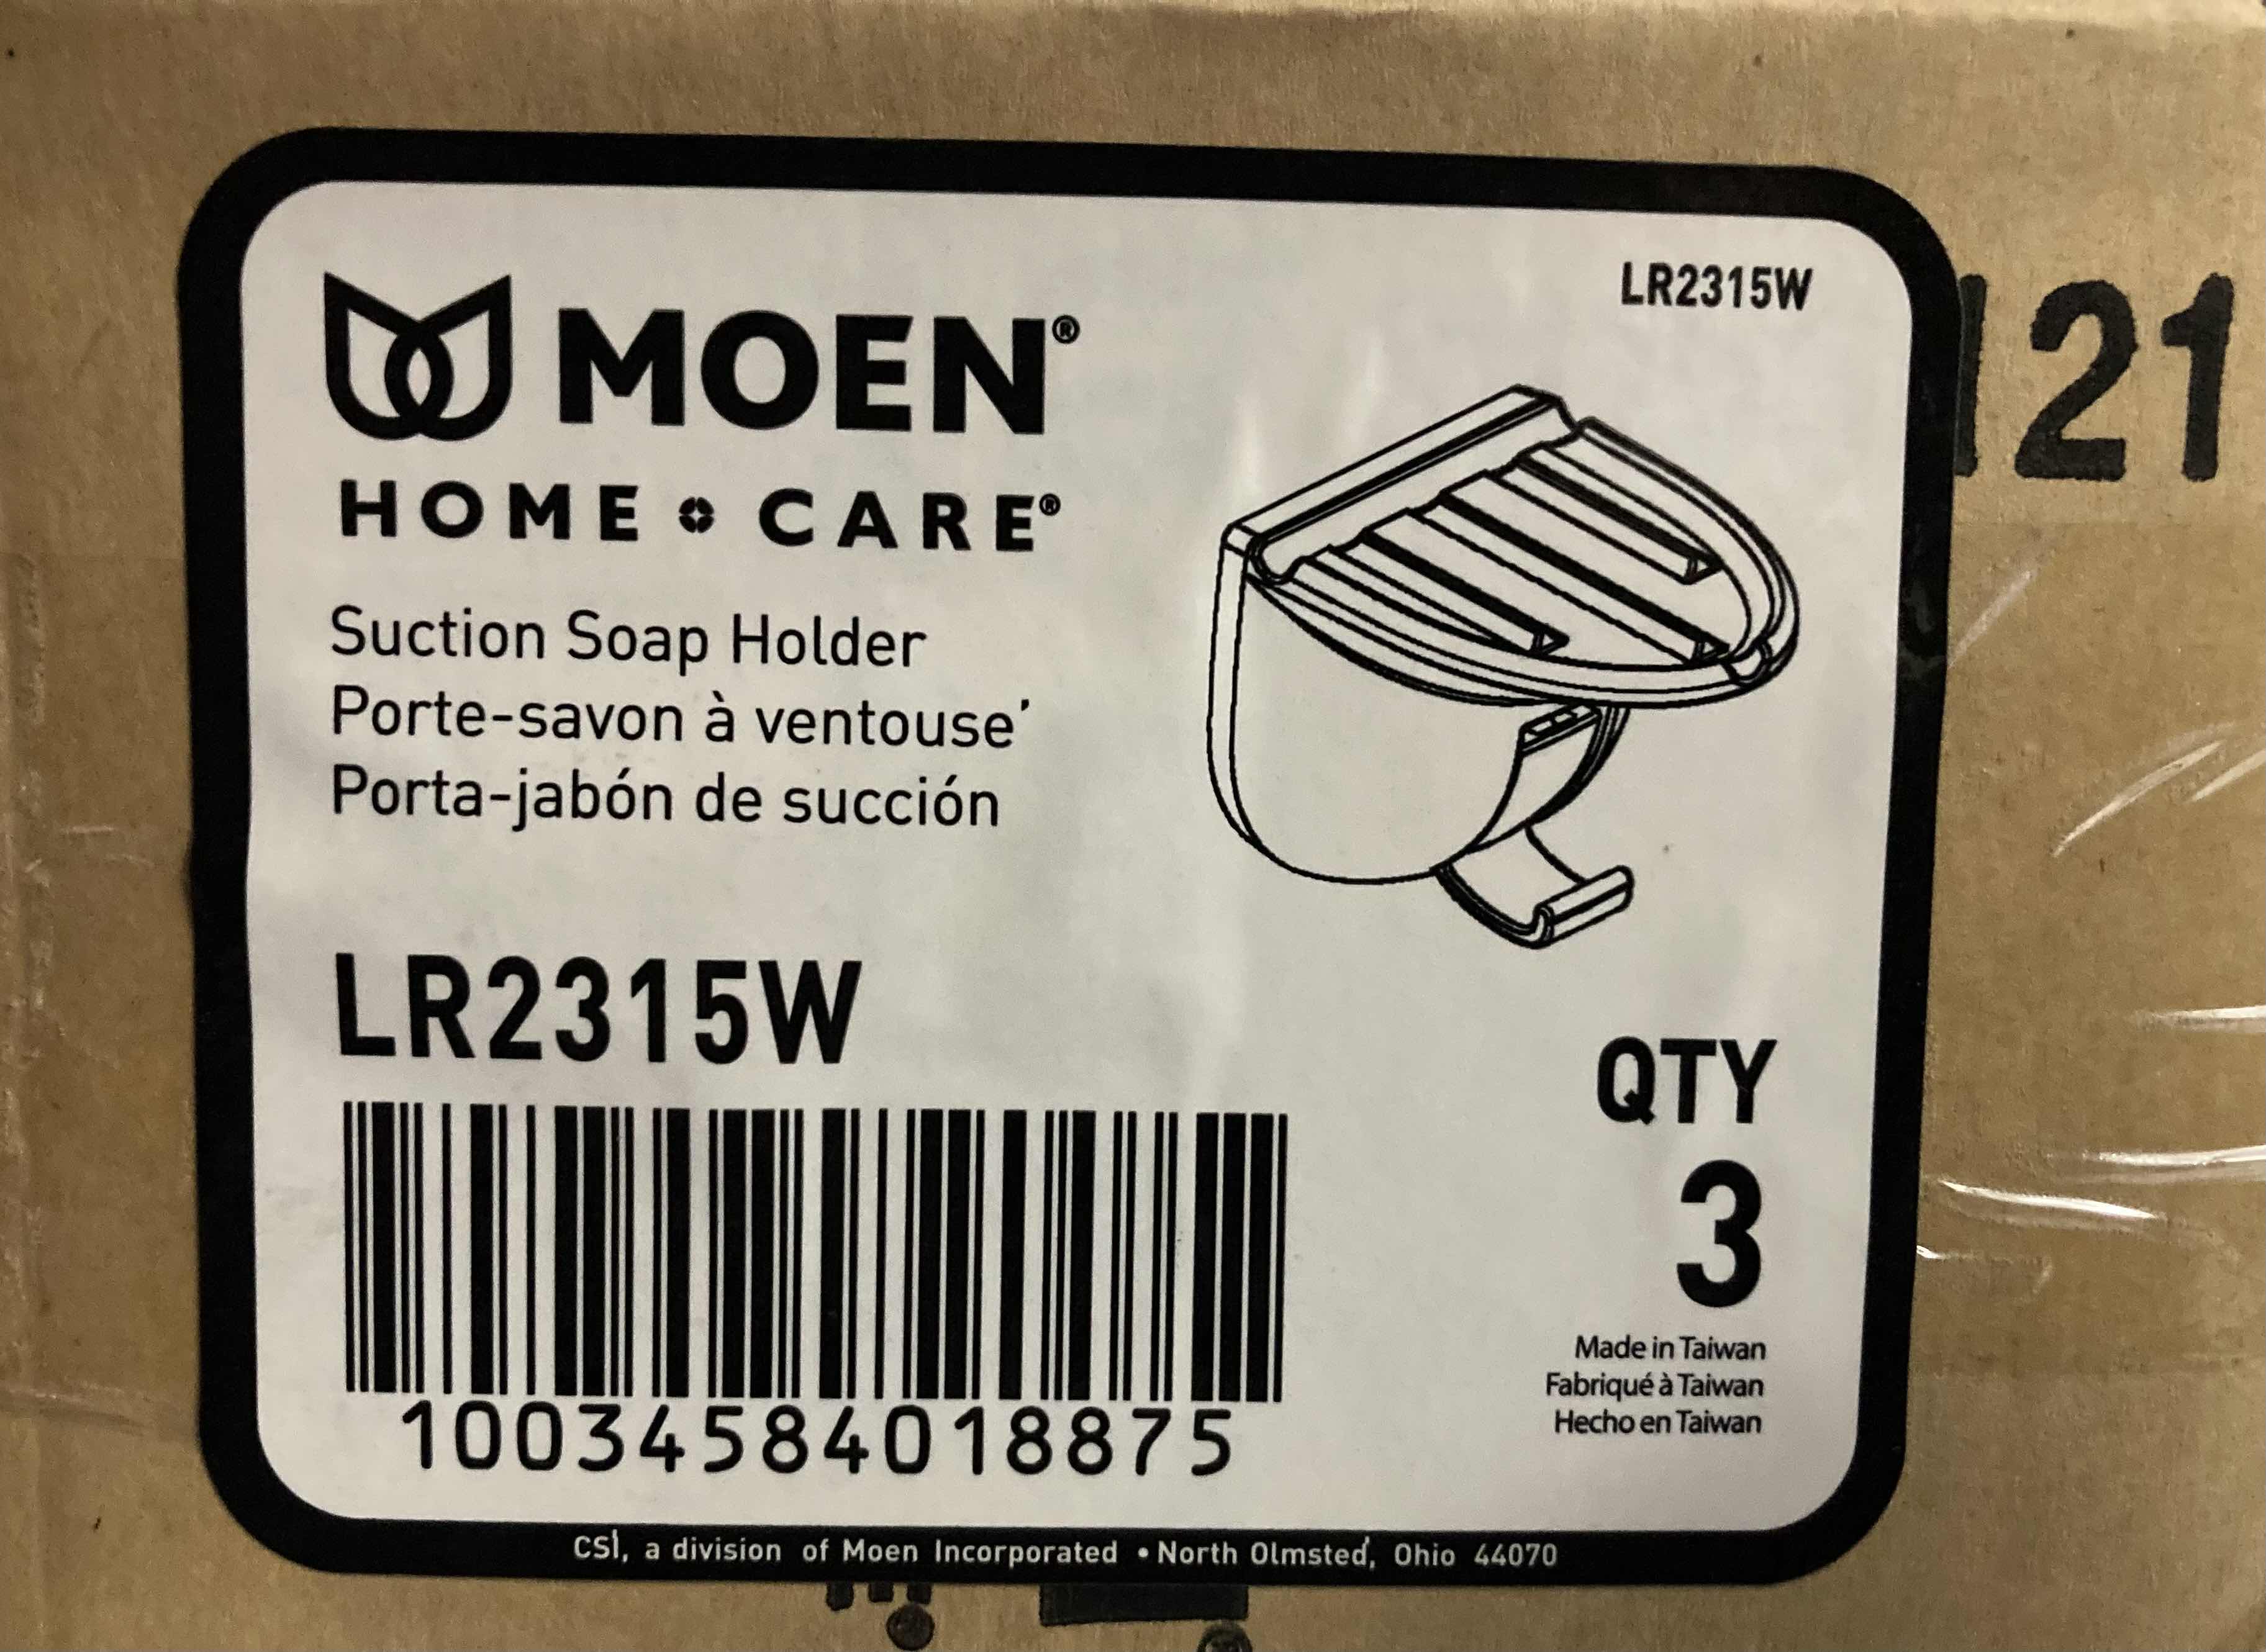 LR2315W
MOEN®
HOME CARE®
Suction Soap Holder
Porte-savon à ventouse’
Porta-jabón de succión
LR2315W
10034584018875
QTY
3
Made in Taiwan
Fabriqué à Taiwan
Hecho en Taiwan
CSI, a division of Moen Incorporated • North Olmsted, Ohio 44070
21